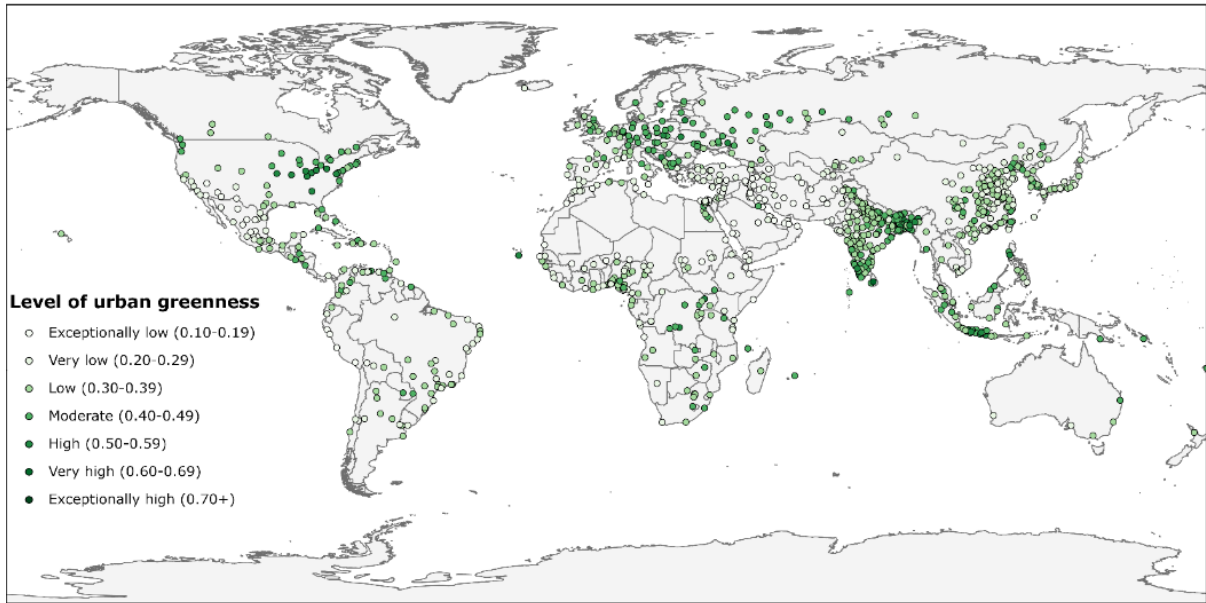 Level of urban greenness
Exceptionally low (0.10-0.19)
Very low (0.20-0.29)
Low (0.30-0.39)
Moderate (0.40-0.49)
High (0.50-0.59)
Very high (0.60-0.69)
Exceptionally high (0.70+)